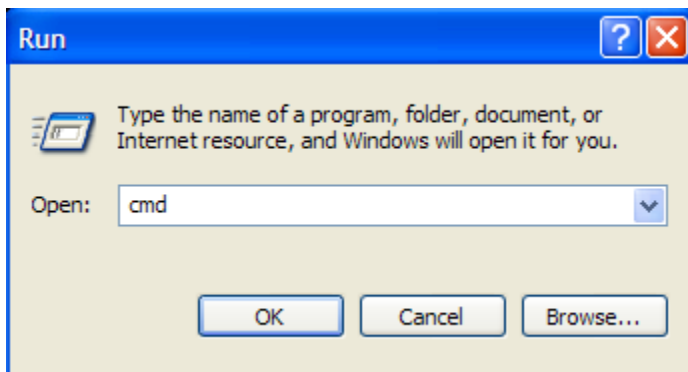 Run
Type the name of a program, folder, document, or
Internet resource, and Windows will open it for you.
Open: cmd
OK Cancel Browse...